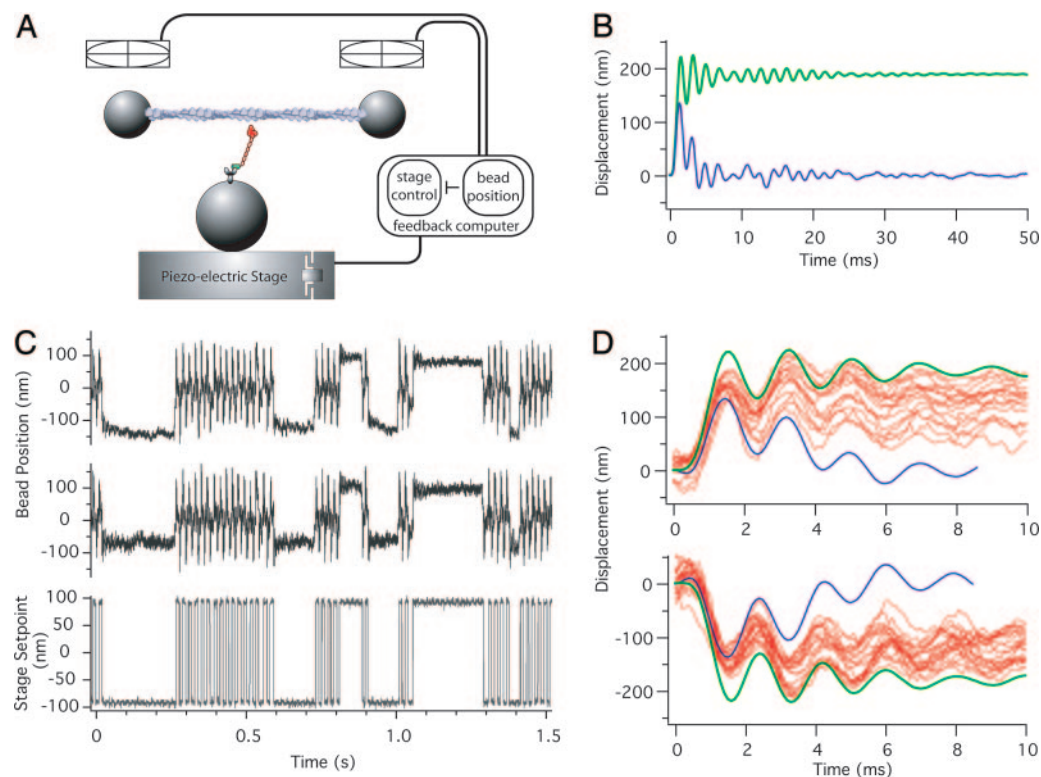 A
stage
control
bead
position
feedback computer
Piezo-electric Stage
B
Displacement (nm)
200
100
0
0
10
20
30
40
50
Time (ms)
C
Bead Position (nm)
100
0
-100
100
0
-100
Stage Setpoint
(nm)
100
50
0
-50
-100
0
0.5
1.0
1.5
Time (s)
D
Displacement (nm)
200
100
0
0
2
4
6
8
10
0
-100
-200
0
2
4
6
8
10
Time (ms)